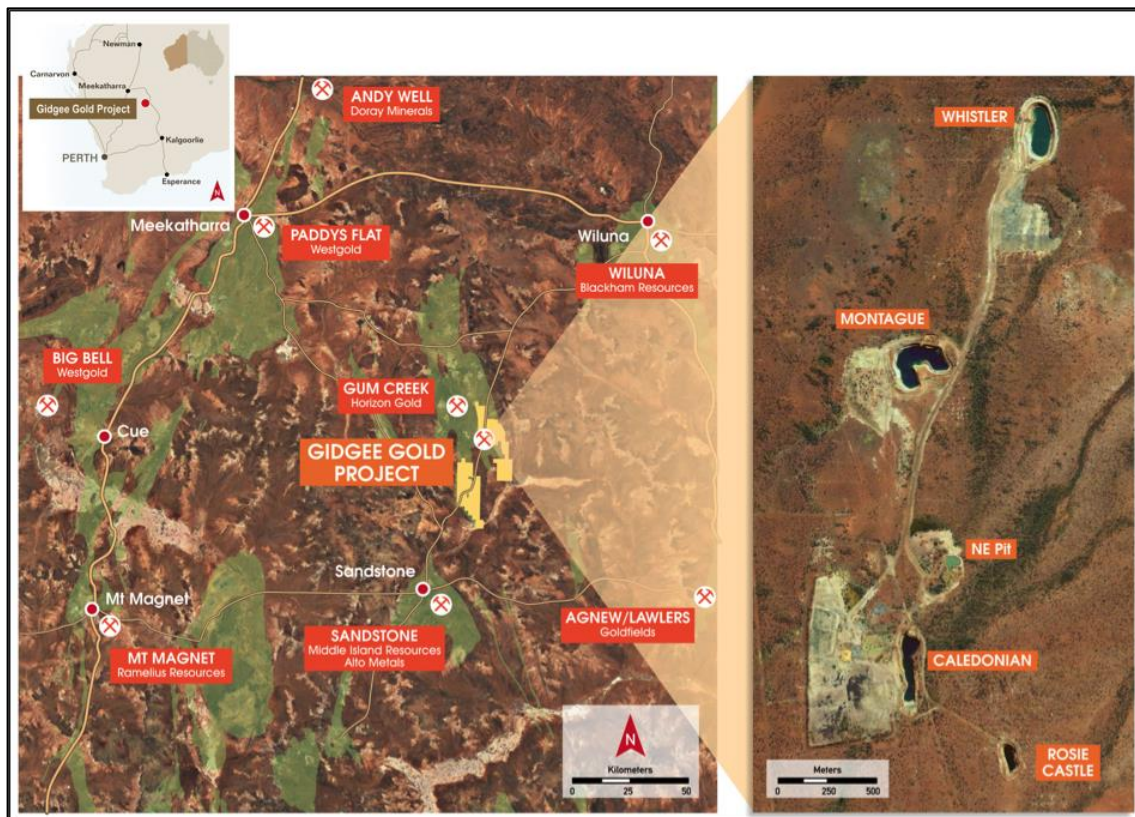 Newman
Carnarvon
Meekatharra
Gidgee Gold Project
Kalgoorlie
PERTH
Esperance
N
ANDY WELL
Doray Minerals
Meekatharra
PADDYS FLAT
Westgold
Wiluna
WILUNA
Blackham Resources
BIG BELL
Westgold
GUM CREEK
Horizon Gold
Cue
GIDGEE GOLD
PROJECT
Sandstone
Mt Magnet
MT MAGNET
Ramelius Resources
SANDSTONE
Middle Island Resources
Alto Metals
AGNEW/LAWLERS
Goldfields
N
Kilometers
0 25 50
WHISTLER
MONTAGUE
NE Pit
CALEDONIAN
ROSIE
CASTLE
Meters
0 250 500